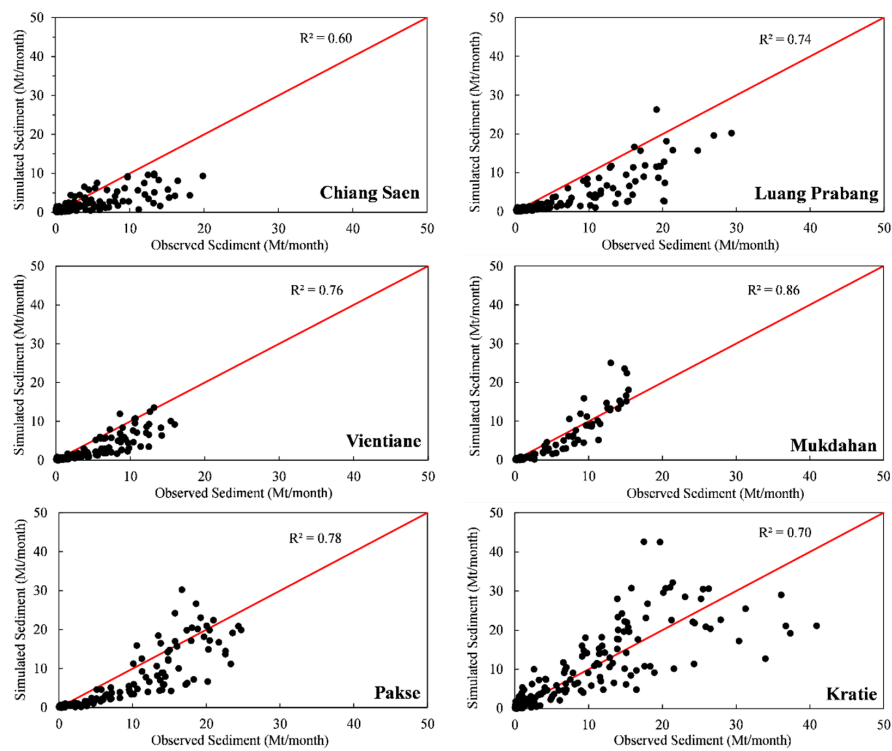 50
40
30
20
10
0
Simulated Sediment (Mt/month)
R² = 0.60
Chiang Saen
0 10 20 30 40 50
Observed Sediment (Mt/month)
50
40
30
20
10
0
Simulated Sediment (Mt/month)
R² = 0.74
Luang Prabang
0 10 20 30 40 50
Observed Sediment (Mt/month)
50
40
30
20
10
0
Simulated Sediment (Mt/month)
R² = 0.76
Vientiane
0 10 20 30 40 50
Observed Sediment (Mt/month)
50
40
30
20
10
0
Simulated Sediment (Mt/month)
R² = 0.86
Mukdahan
0 10 20 30 40 50
Observed Sediment (Mt/month)
50
40
30
20
10
0
Simulated Sediment (Mt/month)
R² = 0.78
Pakse
0 10 20 30 40 50
Observed Sediment (Mt/month)
50
40
30
20
10
0
Simulated Sediment (Mt/month)
R² = 0.70
Kratie
0 10 20 30 40 50
Observed Sediment (Mt/month)